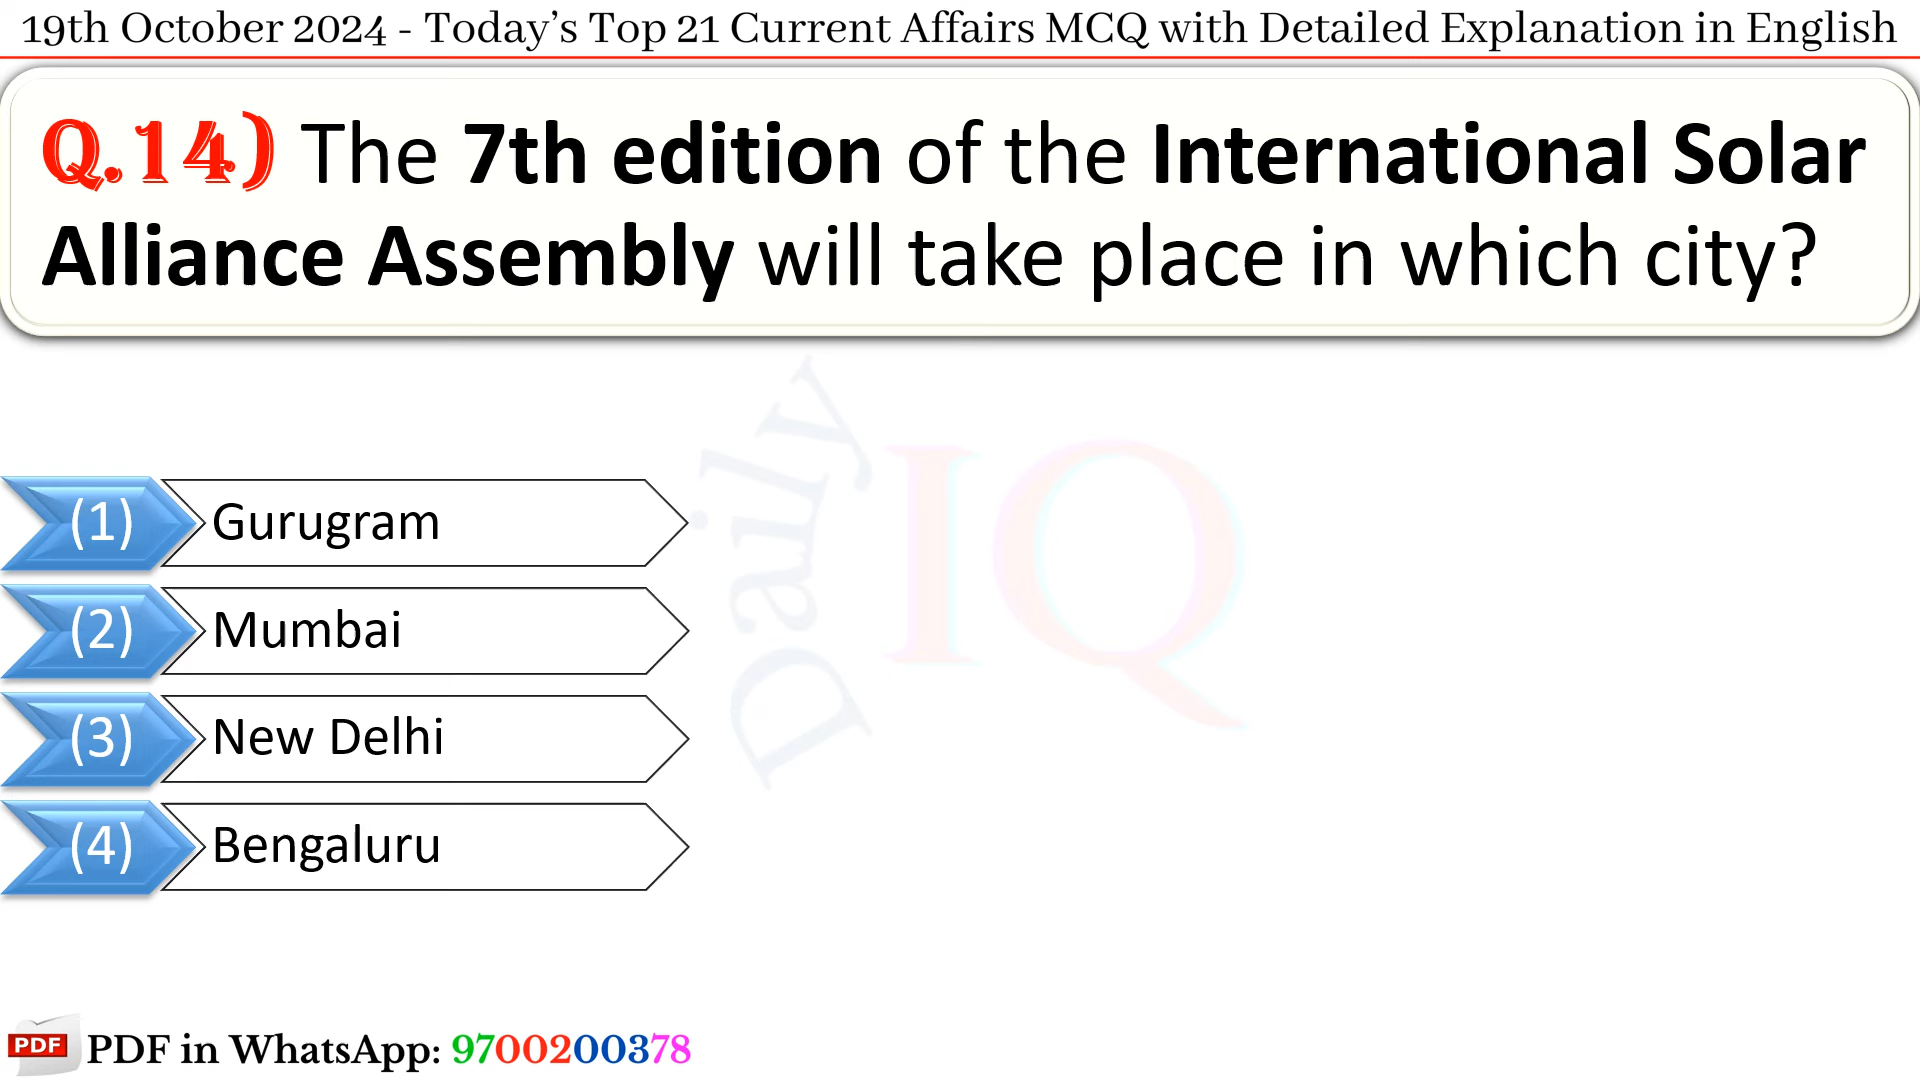 19th October 2024 - Today’s Top 21 Current Affairs MCQ with Detailed Explanation in English
Q.14) The 7th edition of the International Solar
Alliance Assembly will take place in which city?
Daily
IQ
(1) Gurugram
(2) Mumbai
(3) New Delhi
(4) Bengaluru
PDF PDF in WhatsApp: 9700200378